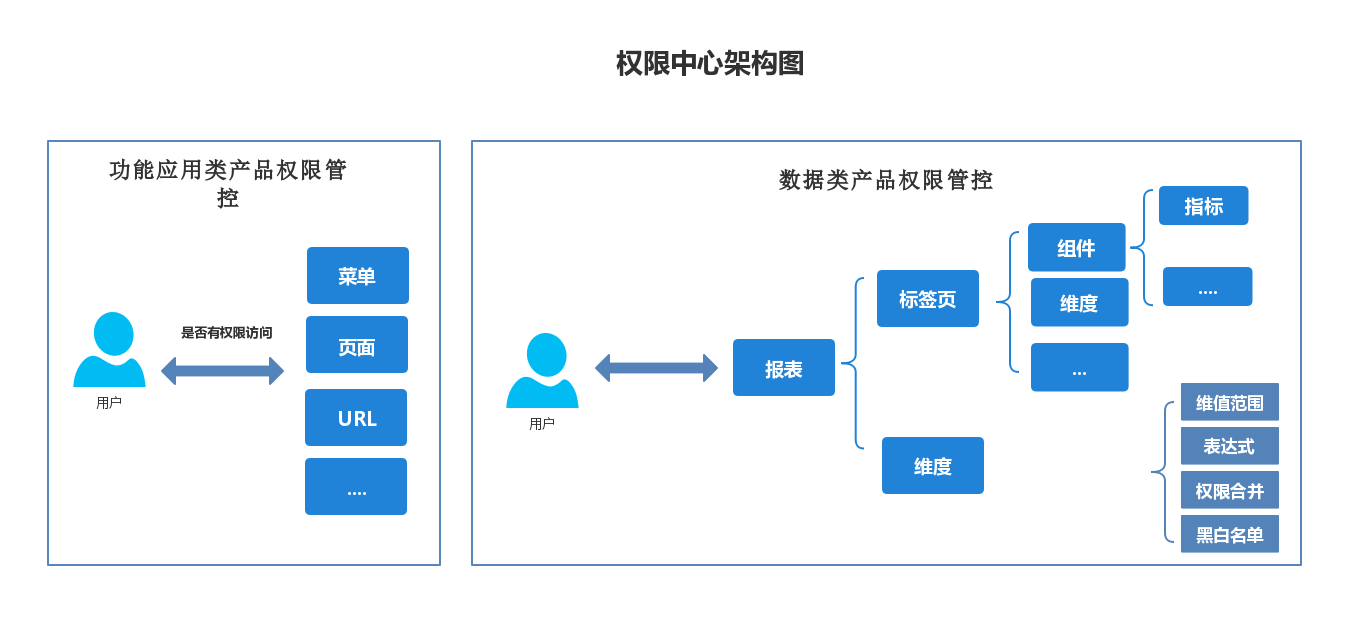 权限中心架构图
功能应用类产品权限管
控
菜单
页面
URL
....
是否有权限访问
用户
数据类产品权限管控
用户
报表
标签页
维度
组件
维度
...
指标
....
维值范围
表达式
权限合并
黑白名单